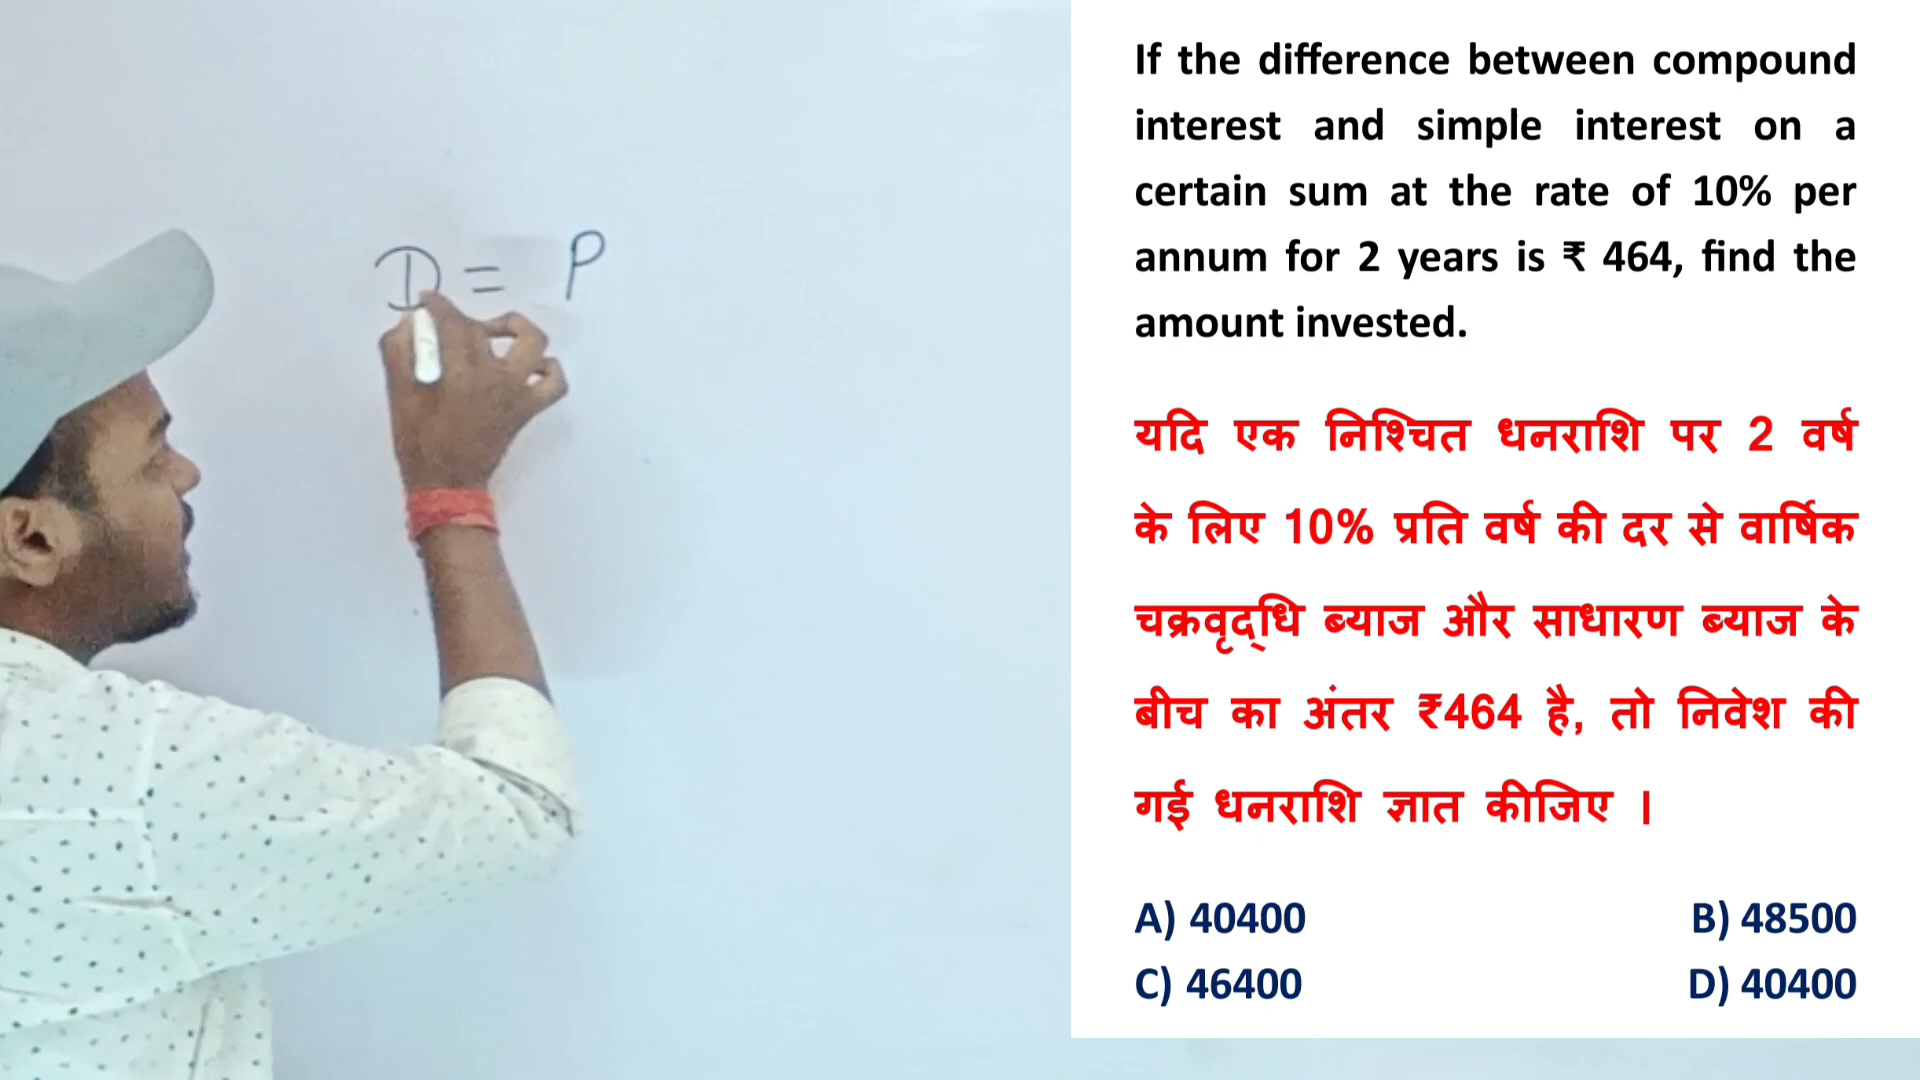 D = P
If the difference between compound
interest and simple interest on a
certain sum at the rate of 10% per
annum for 2 years is ₹ 464, find the
amount invested.
यदि एक निश्चित धनराशि पर 2 वर्ष
के लिए 10% प्रति वर्ष की दर से वार्षिक
चक्रवृद्धि ब्याज और साधारण ब्याज के
बीच का अंतर ₹464 है, तो निवेश की
गई धनराशि ज्ञात कीजिए ।
A) 40400 B) 48500
C) 46400 D) 40400